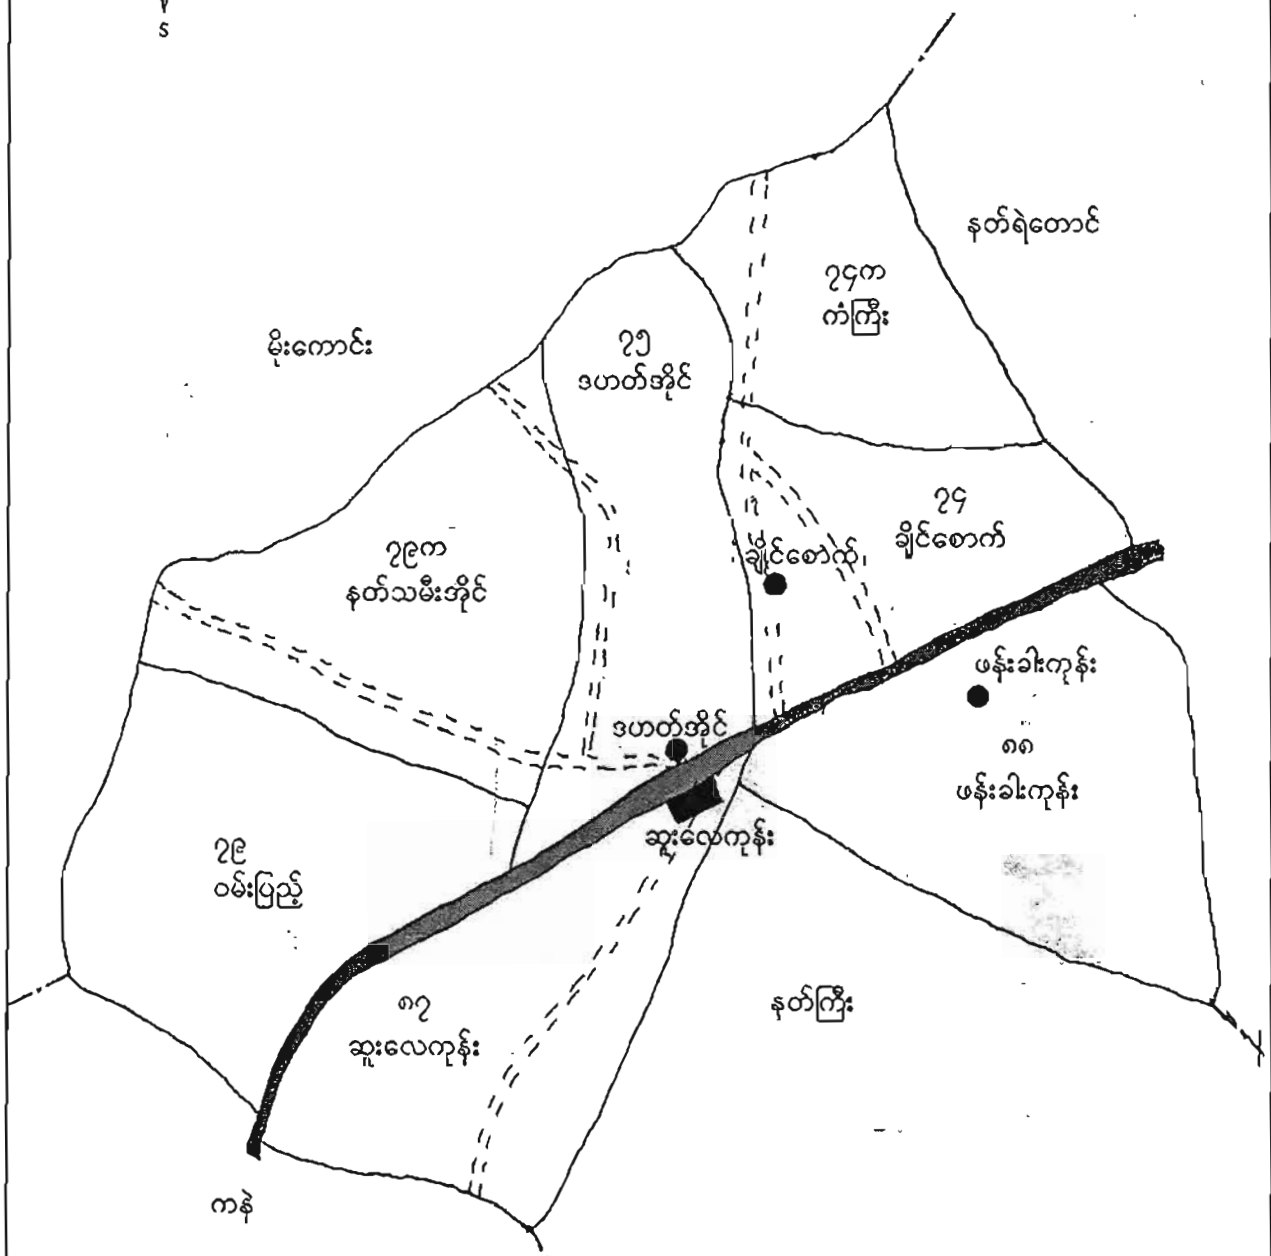 S
နတ်ရဲတောင်
၇၄က
ကံကြီး
မိုးကောင်း
၇၅
ဒဟတ်အိုင်
၇၄
ချိုင်စောက်
ချိုင်စောက်
၇၉က
နတ်သမီးအိုင်
ဖန်းခါးကုန်း
ဒဟတ်အိုင်
၈၈
ဖန်းခါးကုန်း
ဆူးလေကုန်း
၇၉
ဝမ်းပြည့်
နတ်ကြီး
၈၇
ဆူးလေကုန်း
ကနဲ